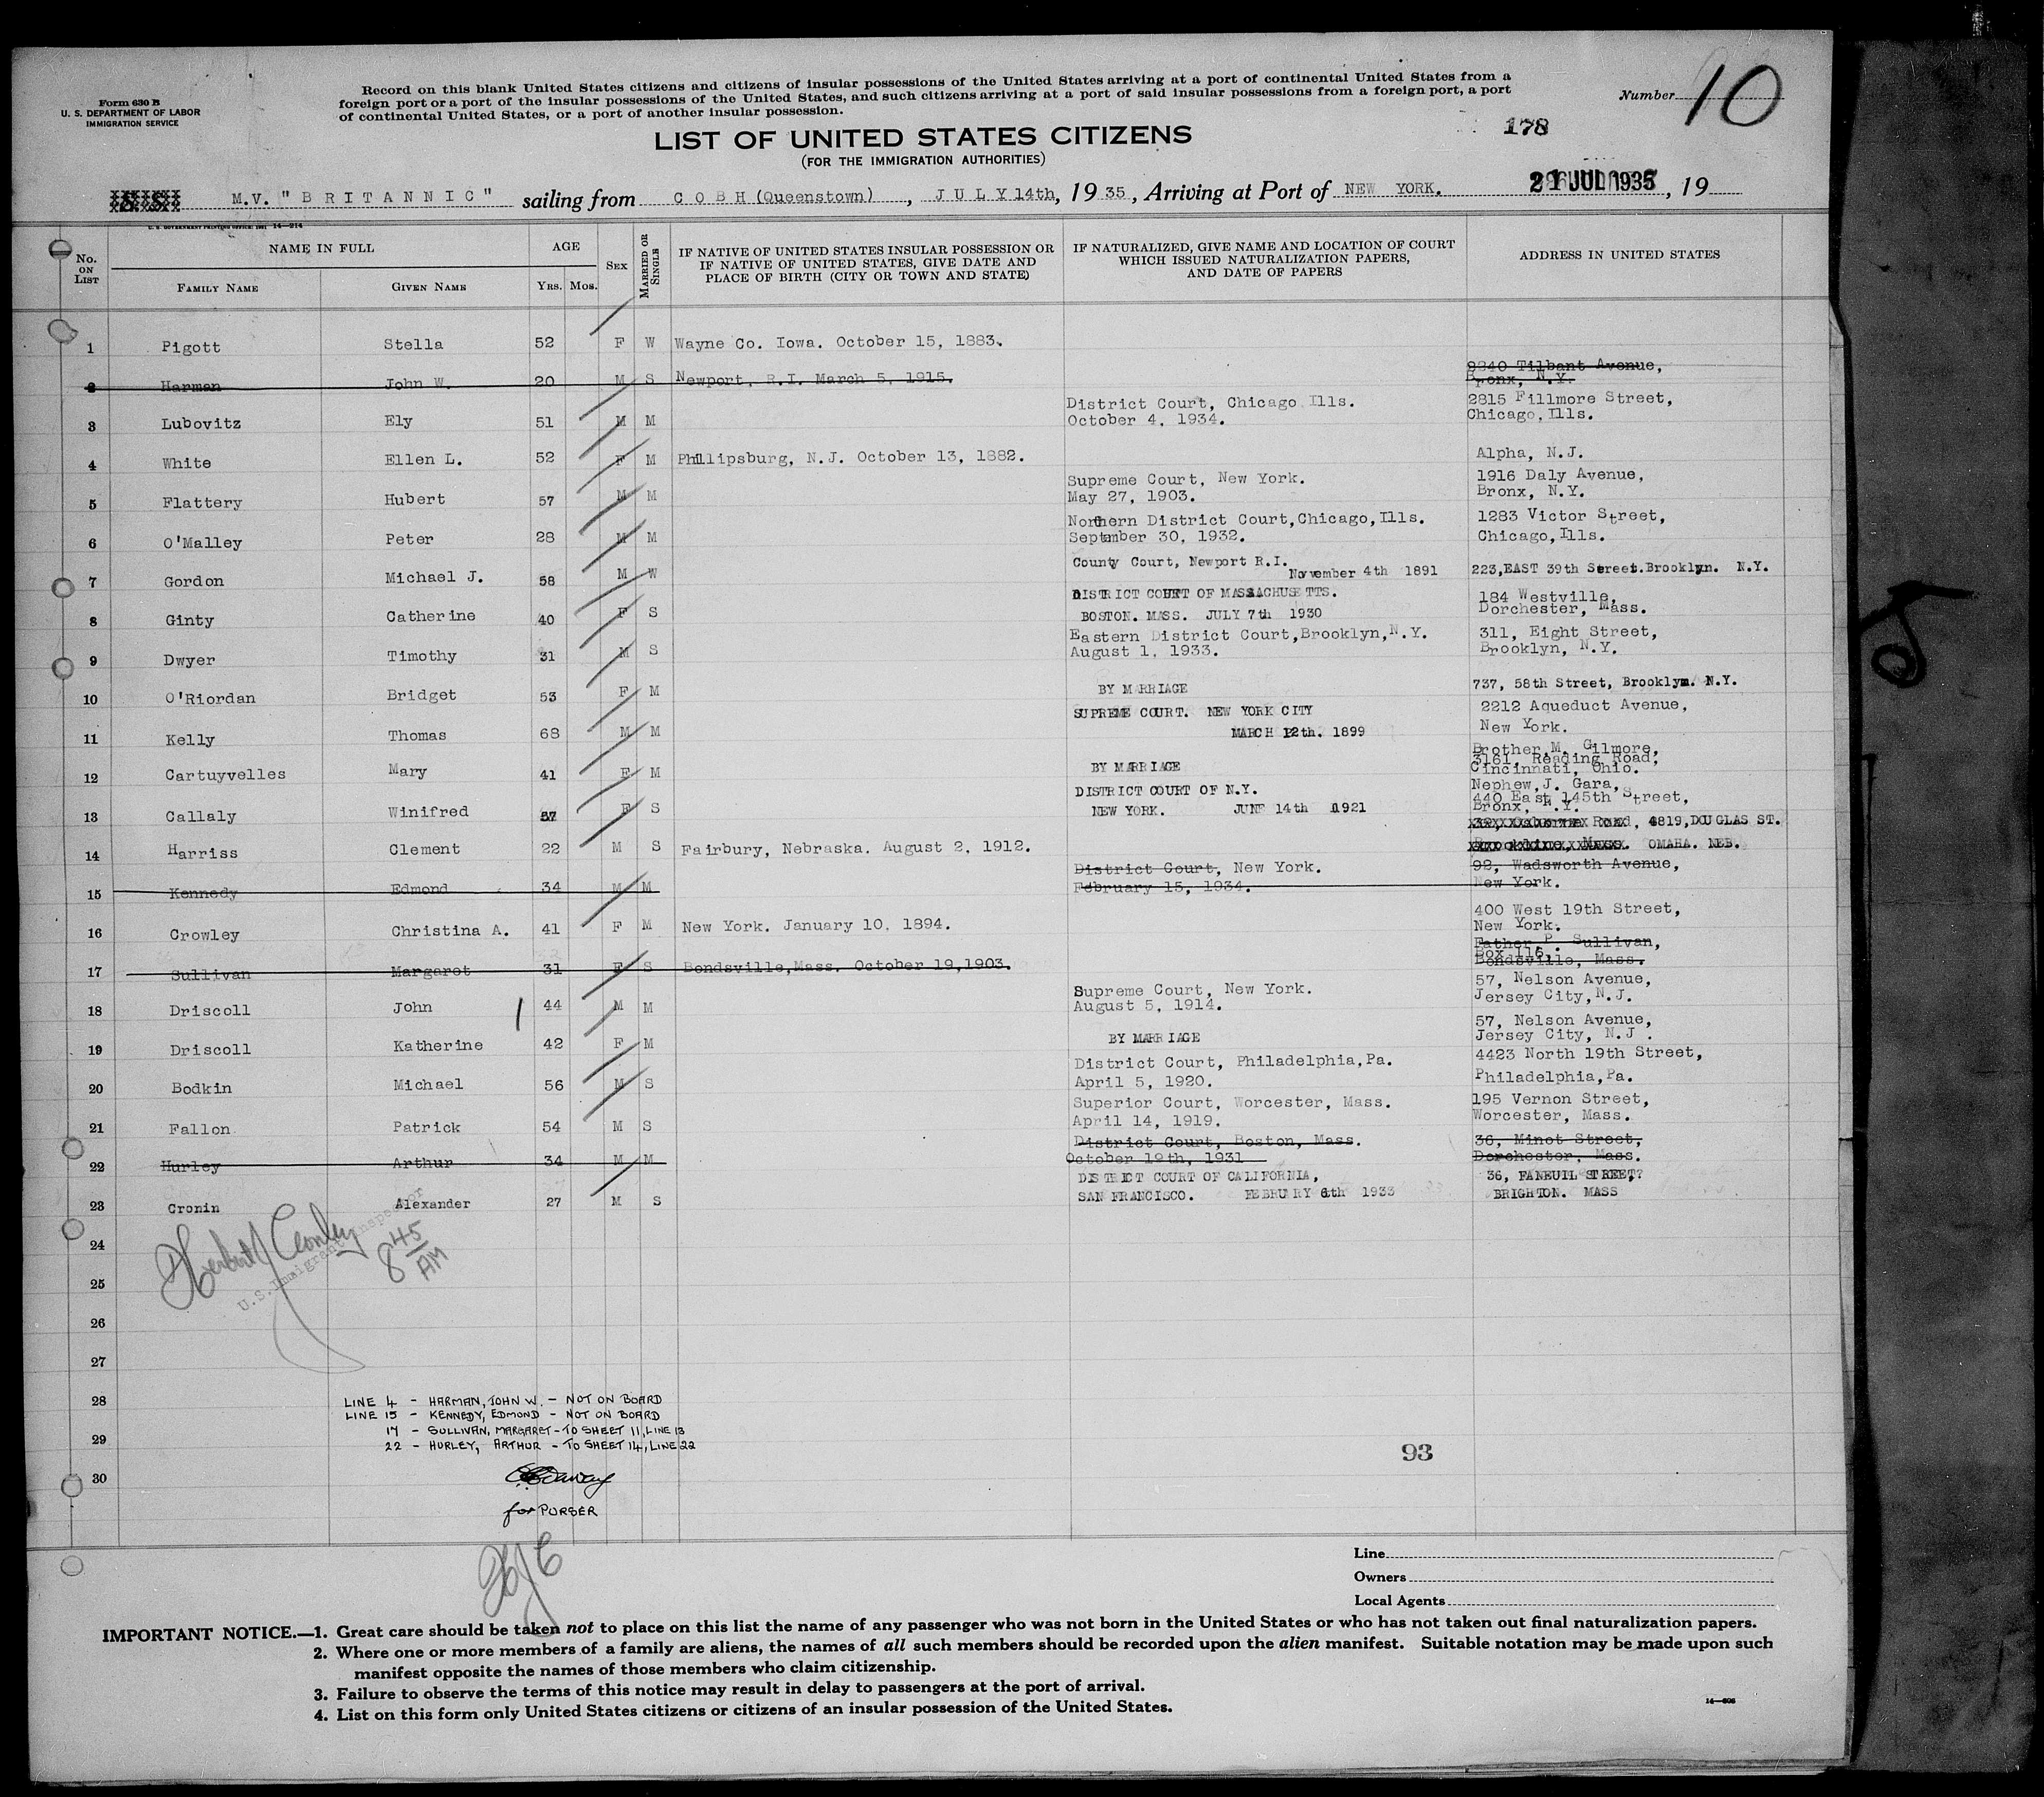 Form 630 B
U. S. DEPARTMENT OF LABOR
IMMIGRATION SERVICE
Record on this blank United States citizens and citizens of insular possessions of the United States arriving at a port of continental United States from a
foreign port or a port of the insular possessions of the United States, and such citizens arriving at a port of said insular possessions from a foreign port, a port
of continental United States, or a port of another insular possession.
Number 10
178
LIST OF UNITED STATES CITIZENS
(FOR THE IMMIGRATION AUTHORITIES)
M.V. "BRITANNIC" sailing from COBH (Queenstown), JULY 14th, 1935, Arriving at Port of NEW YORK. 21 JUL 1935, 19
No. ON LIST
NAME IN FULL
FAMILY NAME
GIVEN NAME
AGE
YRS. MOS.
SEX
MARRIED OR SINGLE
IF NATIVE OF UNITED STATES INSULAR POSSESSION OR
IF NATIVE OF UNITED STATES, GIVE DATE AND
PLACE OF BIRTH (CITY OR TOWN AND STATE)
IF NATURALIZED, GIVE NAME AND LOCATION OF COURT
WHICH ISSUED NATURALIZATION PAPERS,
AND DATE OF PAPERS
ADDRESS IN UNITED STATES
1 Pigott Stella 52 F W Wayne Co. Iowa. October 15, 1883.
2 Harmen John W. 20 M S Newport, R.I. March 5, 1915. 9840 Tilbant Avenue,
Bronx, N.Y.
3 Lubovitz Ely 51 M M District Court, Chicago Ills.
October 4, 1934.
2815 Fillmore Street,
Chicago, Ills.
4 White Ellen L. 52 F M Phillipsburg, N.J. October 13, 1882. Alpha, N.J.
5 Flattery Hubert 57 M M Supreme Court, New York.
May 27, 1903.
1916 Daly Avenue,
Bronx, N.Y.
6 O'Malley Peter 28 M M Northern District Court, Chicago, Ills.
September 30, 1932.
1283 Victor Street,
Chicago, Ills.
7 Gordon Michael J. 58 M W County Court, Newport R.I.
November 4th 1891
223, EAST 39th Street. Brooklyn. N.Y.
8 Ginty Catherine 40 F S DISTRICT COURT OF MASSACHUSETTS.
BOSTON. MASS. JULY 7th 1930
184 Westville,
Dorchester, Mass.
9 Dwyer Timothy 31 M S Eastern District Court, Brooklyn, N.Y.
August 1, 1933.
311, Eight Street,
Brooklyn, N.Y.
10 O'Riordan Bridget 53 F M BY MARRIAGE 737, 58th Street, Brooklyn. N.Y.
11 Kelly Thomas 68 M M SUPREME COURT. NEW YORK CITY
MARCH 12th. 1899
2212 Aqueduct Avenue,
New York.
12 Cartuyvelles Mary 41 F M BY MARRIAGE
Brother, M. Gilmore,
3161, Reading Road,
Cincinnati, Ohio.
13 Callaly Winifred F S DISTRICT COURT OF N.Y.
NEW YORK. JUNE 14th 1921
Nephew, J. Gara,
440 East 145th Street,
Bronx, N.Y.
14 Harriss Clement 22 M S Fairbury, Nebraska. August 2, 1912.
Road, 4819, DOUGLAS ST.
OMAHA. NEB.
15 Kennedy Edmond 34 M M District Court, New York.
February 15, 1934.
92, Wadsworth Avenue,
New York.
16 Crowley Christina A. 41 F M New York. January 10, 1894.
400 West 19th Street,
New York.
17 Sullivan Margaret 31 F S Bondsville, Mass. October 19, 1903.
Father, P. Sullivan,
Box 116,
Bondsville, Mass.
18 Driscoll John 44 M M Supreme Court, New York.
August 5, 1914.
57, Nelson Avenue,
Jersey City, N.J.
19 Driscoll Katherine 42 F M BY MARRIAGE
57, Nelson Avenue,
Jersey City, N.J.
20 Bodkin Michael 56 M S District Court, Philadelphia, Pa.
April 5, 1920.
4423 North 19th Street,
Philadelphia, Pa.
21 Fallon Patrick 54 M S Superior Court, Worcester, Mass.
April 14, 1919.
195 Vernon Street,
Worcester, Mass.
22 Hurley Arthur 34 M M District Court, Boston, Mass.
October 19th, 1931
36, Minot Street,
Dorchester, Mass.
23 Cronin Alexander 27 M S DISTRICT COURT OF CALIFORNIA,
SAN FRANCISCO. FEBRURY 6th 1933
36, FANEUIL STREET,
BRIGHTON. MASS
24
25
26
27
28
29
30
U.S. Immigrant Inspector
8 45 AM
LINE 4 - HARMAN, JOHN W. - NOT ON BOARD
LINE 15 - KENNEDY, EDMOND - NOT ON BOARD
17 - SULLIVAN, MARGARET - TO SHEET 11, LINE 13
22 - HURLEY, ARTHUR - TO SHEET 14, LINE 22
for PURSER
93
Line
Owners
Local Agents
IMPORTANT NOTICE.—1. Great care should be taken not to place on this list the name of any passenger who was not born in the United States or who has not taken out final naturalization papers.
2. Where one or more members of a family are aliens, the names of all such members should be recorded upon the alien manifest. Suitable notation may be made upon such
manifest opposite the names of those members who claim citizenship.
3. Failure to observe the terms of this notice may result in delay to passengers at the port of arrival.
4. List on this form only United States citizens or citizens of an insular possession of the United States.